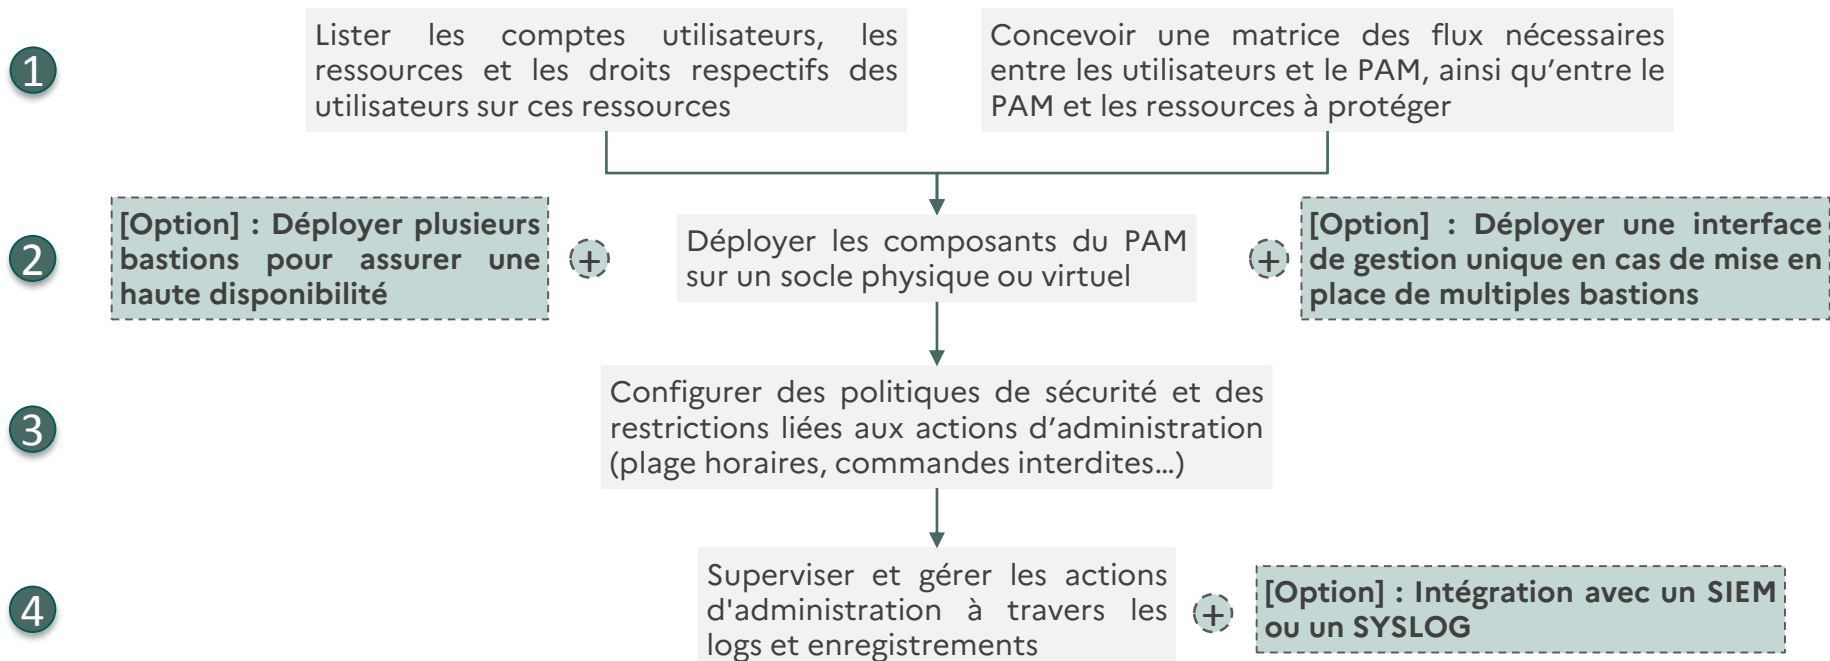 1
Lister les comptes utilisateurs, les
ressources et les droits respectifs des
utilisateurs sur ces ressources
Concevoir une matrice des flux nécessaires
entre les utilisateurs et le PAM, ainsi qu’entre le
PAM et les ressources à protéger
2
[Option] : Déployer plusieurs
bastions pour assurer une
haute disponibilité
+
Déployer les composants du PAM
sur un socle physique ou virtuel
+
[Option] : Déployer une interface
de gestion unique en cas de mise en
place de multiples bastions
3
Configurer des politiques de sécurité et des
restrictions liées aux actions d’administration
(plage horaires, commandes interdites…)
4
Superviser et gérer les actions
d'administration à travers les
logs et enregistrements
+
[Option] : Intégration avec un SIEM
ou un SYSLOG